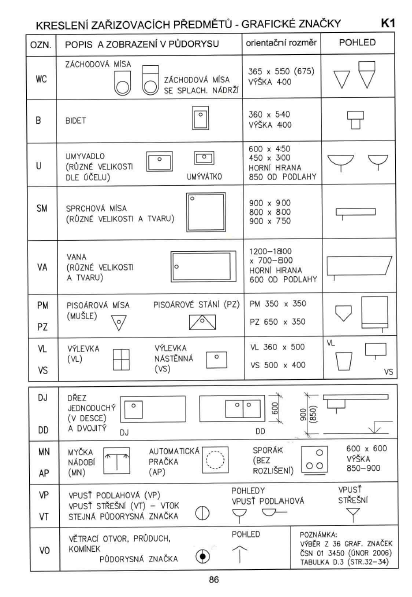 KRESLENÍ ZAŘIZOVACÍCH PŘEDMĚTŮ - GRAFICKÉ ZNAČKY K1
OZN. POPIS A ZOBRAZENÍ V PŮDORYSU orientační rozměr POHLED
WC
ZÁCHODOVÁ MÍSA
ZÁCHODOVÁ MÍSA
SE SPLACH. NÁDRŽÍ
365 x 550 (675)
VÝŠKA 400
B BIDET
360 x 540
VÝŠKA 400
U
UMYVADLO
(RŮZNÉ VELIKOSTI
DLE ÚČELU)
UMÝVÁTKO
600 x 450
450 x 300
HORNÍ HRANA
850 OD PODLAHY
SM
SPRCHOVÁ MÍSA
(RŮZNÉ VELIKOSTI A TVARU)
900 x 900
800 x 800
900 x 750
VA
VANA
(RŮZNÉ VELIKOSTI
A TVARU)
1200-1800
x 700-800
HORNÍ HRANA
600 OD PODLAHY
PM
PZ
PISOÁROVÁ MÍSA
(MUŠLE)
PISOÁROVÉ STÁNÍ (PZ)
PM 350 x 350
PZ 650 x 350
VL
VS
VÝLEVKA
(VL)
VÝLEVKA
NÁSTĚNNÁ
(VS)
VL 360 x 500
VS 500 x 400
VL
VS
DJ
DD
DŘEZ
JEDNODUCHÝ
(V DESCE)
A DVOJITÝ
DJ
DD
600
900
(850)
MN
AP
MYČKA
NÁDOBÍ
(MN)
AUTOMATICKÁ
PRAČKA
(AP)
SPORÁK
(BEZ
ROZLIŠENÍ)
600 x 600
VÝŠKA
850-900
VP
VT
VPUSŤ PODLAHOVÁ (VP)
VPUSŤ STŘEŠNÍ (VT) - VTOK
STEJNÁ PŮDORYSNÁ ZNAČKA
POHLEDY
VPUSŤ PODLAHOVÁ
VPUSŤ
STŘEŠNÍ
VO
VĚTRACÍ OTVOR, PRŮDUCH,
KOMÍNEK
PŮDORYSNÁ ZNAČKA
POHLED
POZNÁMKA:
VÝBĚR Z 36 GRAF. ZNAČEK
ČSN 01 3450 (ÚNOR 2006)
TABULKA D.3 (STR.32-34)
86